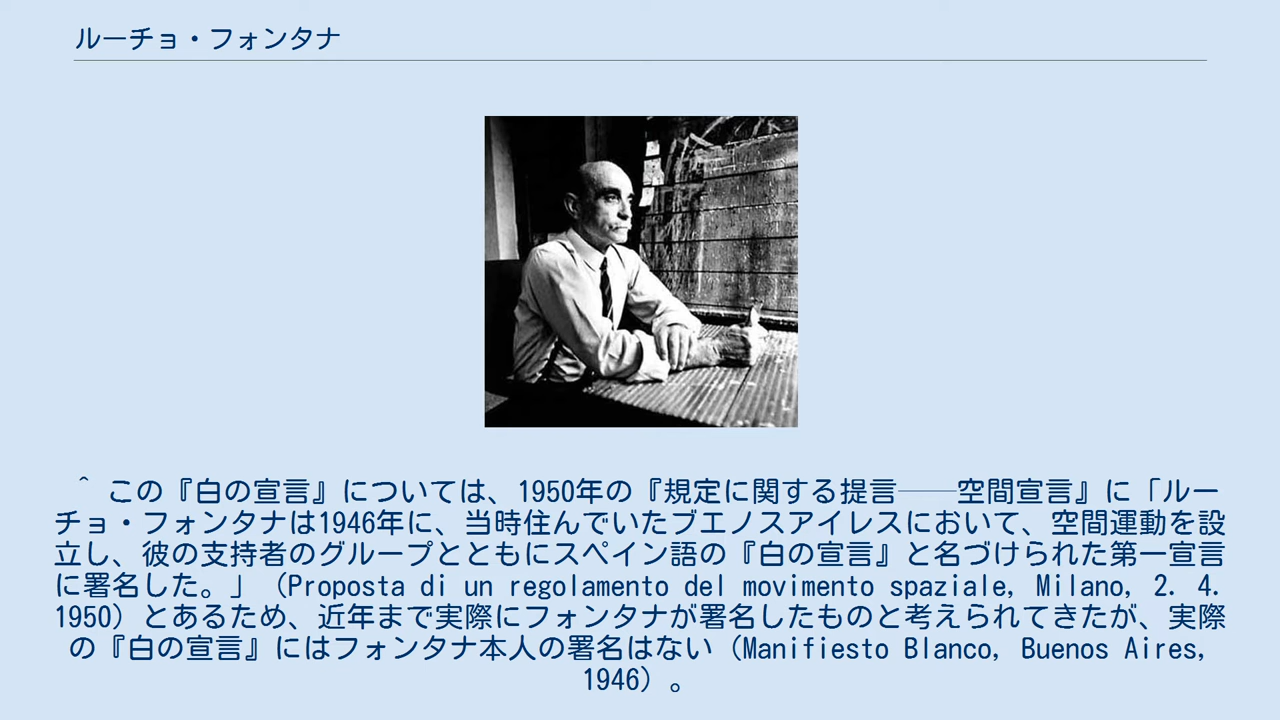 ルーチョ・フォンタナ
^ この『白の宣言』については、1950年の『規定に関する提言――空間宣言』に「ルー
チョ・フォンタナは1946年に、当時住んでいたブエノスアイレスにおいて、空間運動を設
立し、彼の支持者のグループとともにスペイン語の『白の宣言』と名づけられた第一宣言
に署名した。」（Proposta di un regolamento del movimento spaziale, Milano, 2. 4.
1950）とあるため、近年まで実際にフォンタナが署名したものと考えられてきたが、実際
の『白の宣言』にはフォンタナ本人の署名はない（Manifiesto Blanco, Buenos Aires,
1946）。